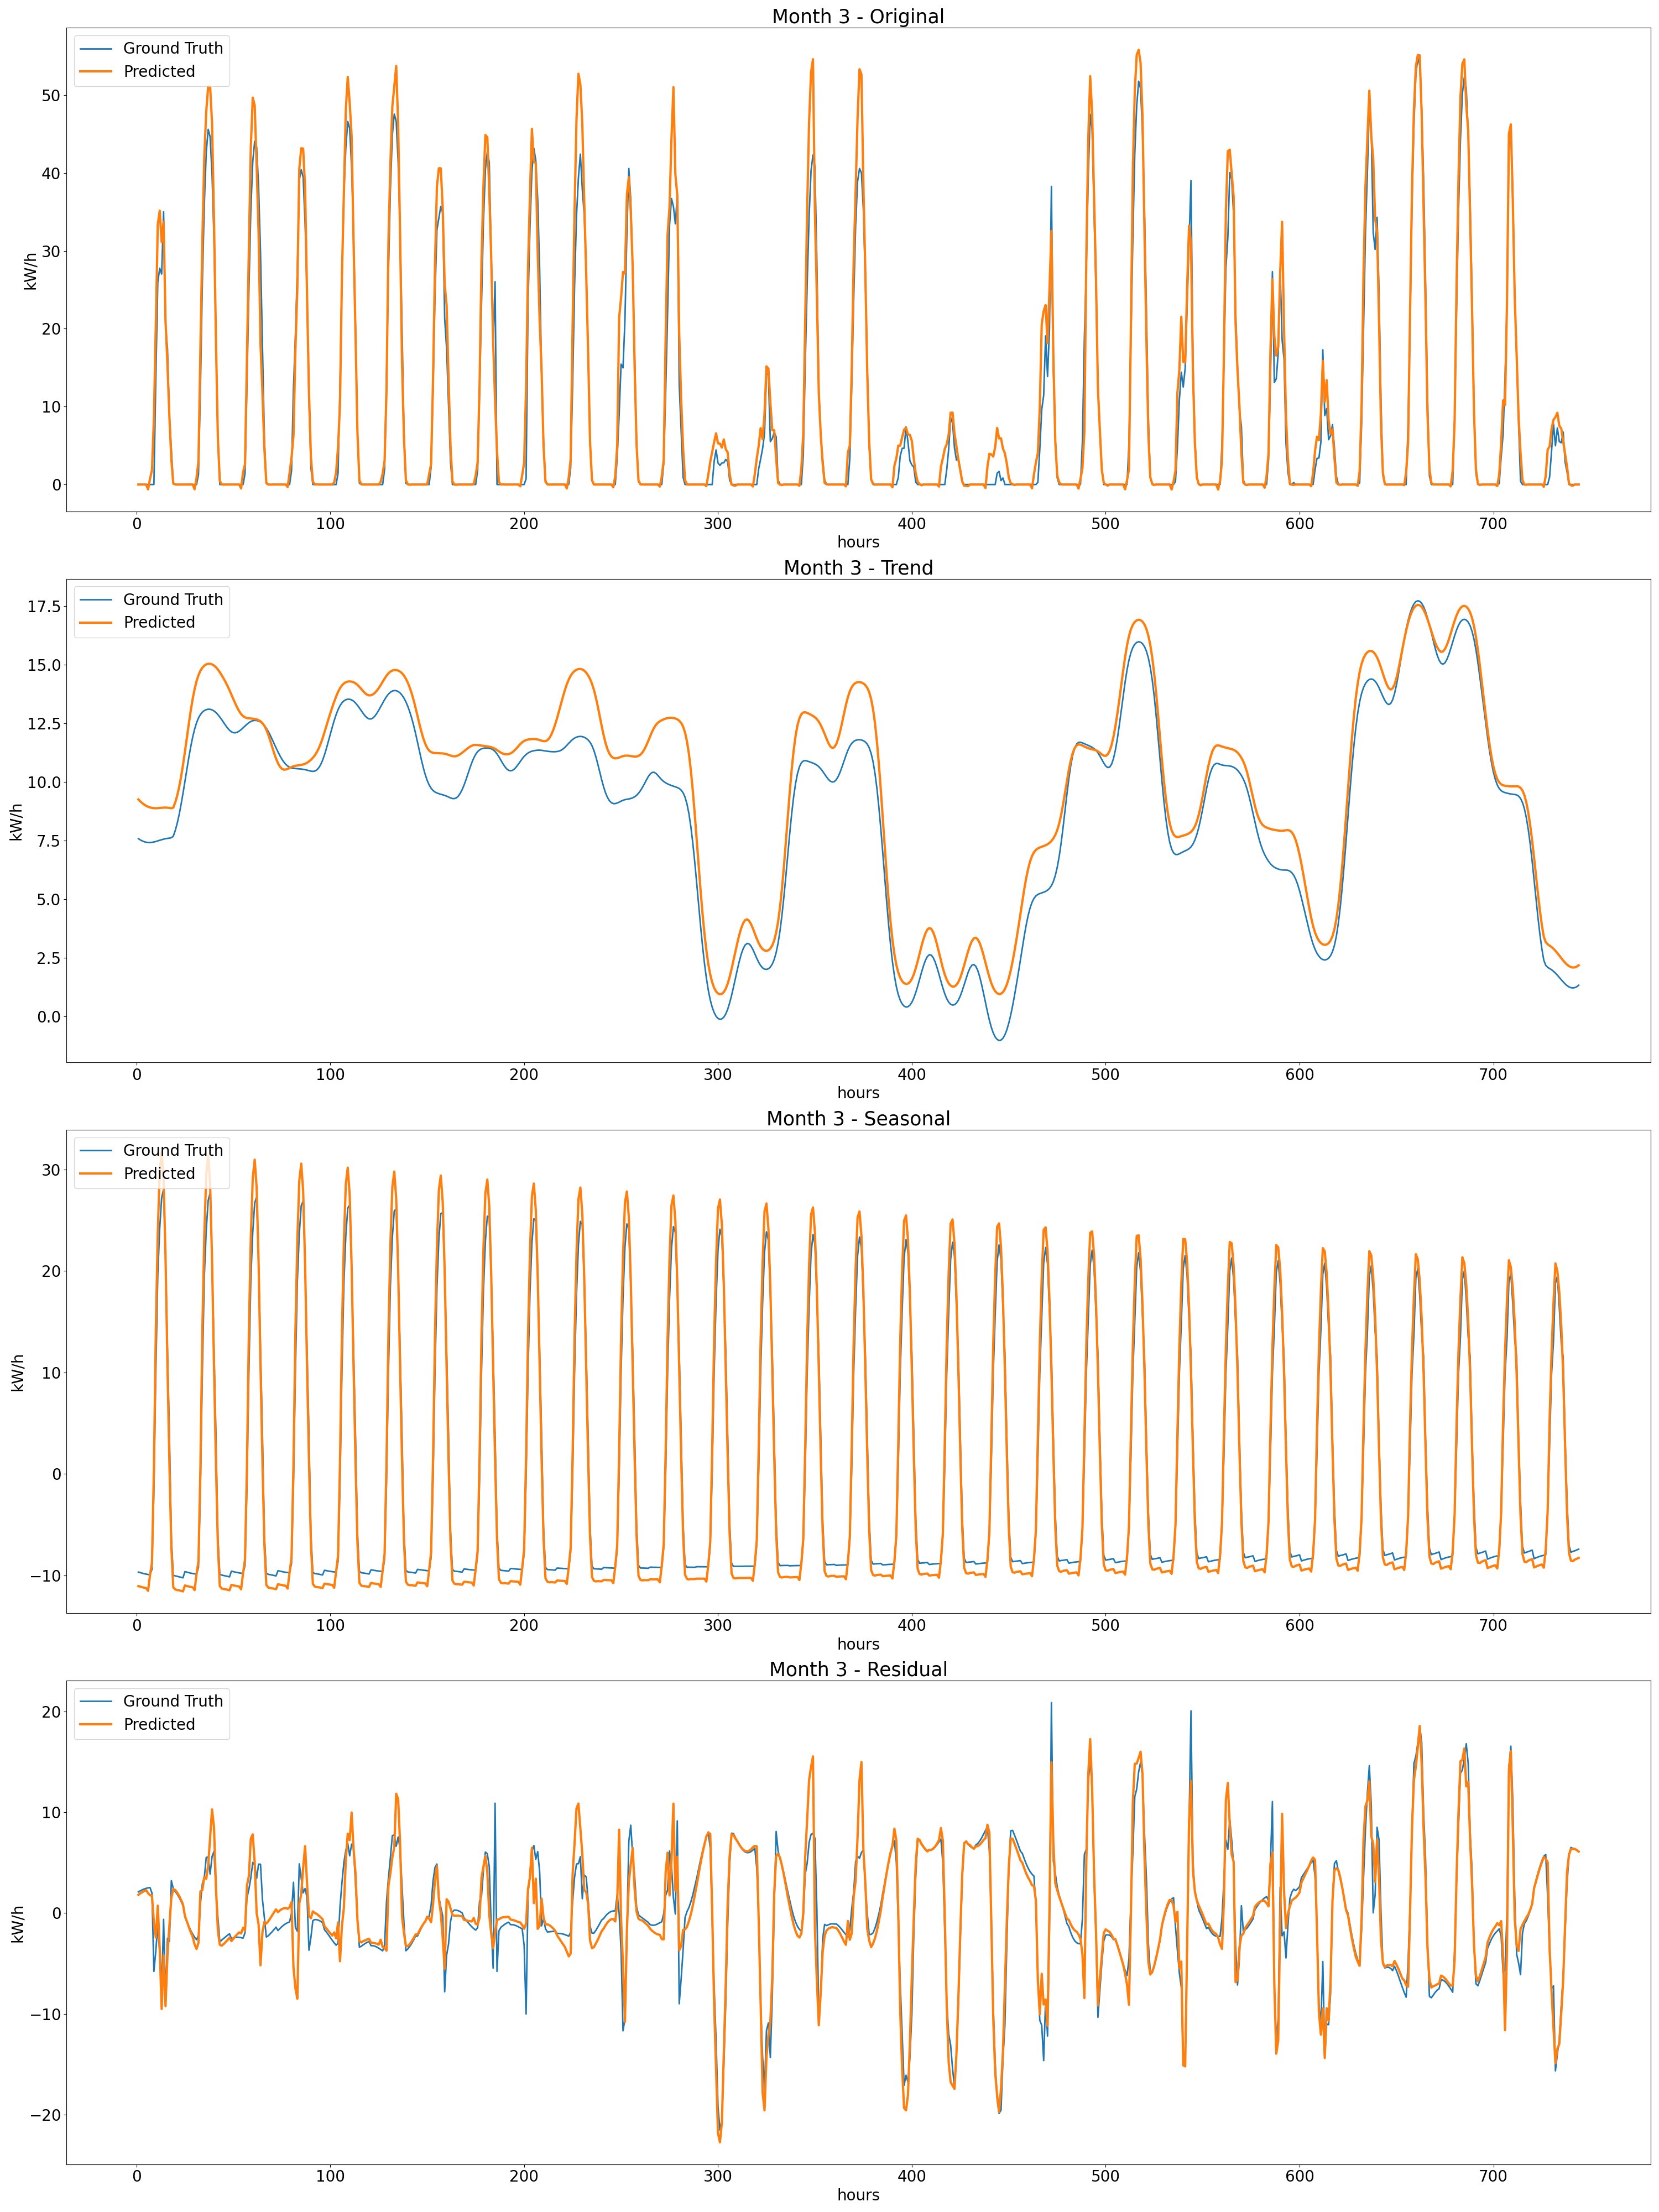 Month 3 - Original
Ground Truth
Predicted
kW/h
50
40
30
20
10
0
0 100 200 300 400 500 600 700
hours
Month 3 - Trend
Ground Truth
Predicted
kW/h
17.5
15.0
12.5
10.0
7.5
5.0
2.5
0.0
0 100 200 300 400 500 600 700
hours
Month 3 - Seasonal
Ground Truth
Predicted
kW/h
30
20
10
0
−10
0 100 200 300 400 500 600 700
hours
Month 3 - Residual
Ground Truth
Predicted
kW/h
20
10
0
−10
−20
0 100 200 300 400 500 600 700
hours